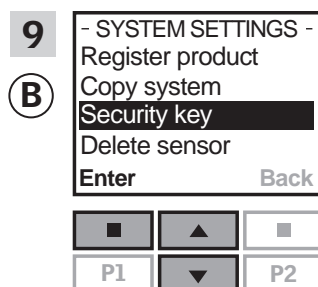 9
B
- SYSTEM SETTINGS -
Register product
Copy system
Security key
Delete sensor
Enter Back
P1 P2